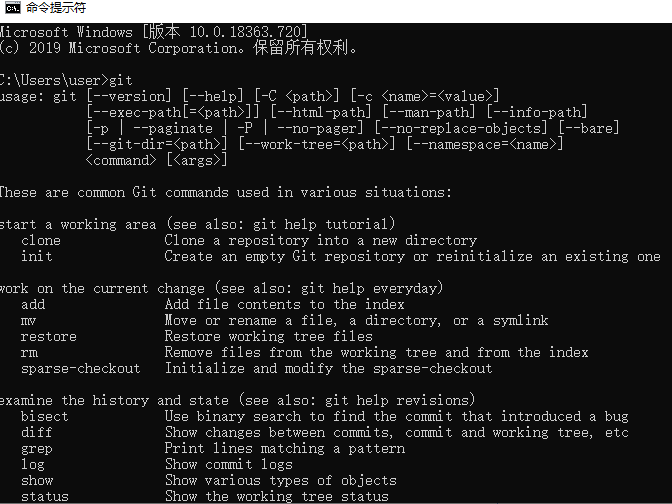 命令提示符
Microsoft Windows [版本 10.0.18363.720]
(c) 2019 Microsoft Corporation。保留所有权利。
C:\Users\user>git
usage: git [--version] [--help] [-C <path>] [-c <name>=<value>]
[--exec-path[=<path>]] [--html-path] [--man-path] [--info-path]
[-p | --paginate | -P | --no-pager] [--no-replace-objects] [--bare]
[--git-dir=<path>] [--work-tree=<path>] [--namespace=<name>]
<command> [<args>]
These are common Git commands used in various situations:
start a working area (see also: git help tutorial)
clone Clone a repository into a new directory
init Create an empty Git repository or reinitialize an existing one
work on the current change (see also: git help everyday)
add Add file contents to the index
mv Move or rename a file, a directory, or a symlink
restore Restore working tree files
rm Remove files from the working tree and from the index
sparse-checkout Initialize and modify the sparse-checkout
examine the history and state (see also: git help revisions)
bisect Use binary search to find the commit that introduced a bug
diff Show changes between commits, commit and working tree, etc
grep Print lines matching a pattern
log Show commit logs
show Show various types of objects
status Show the working tree status